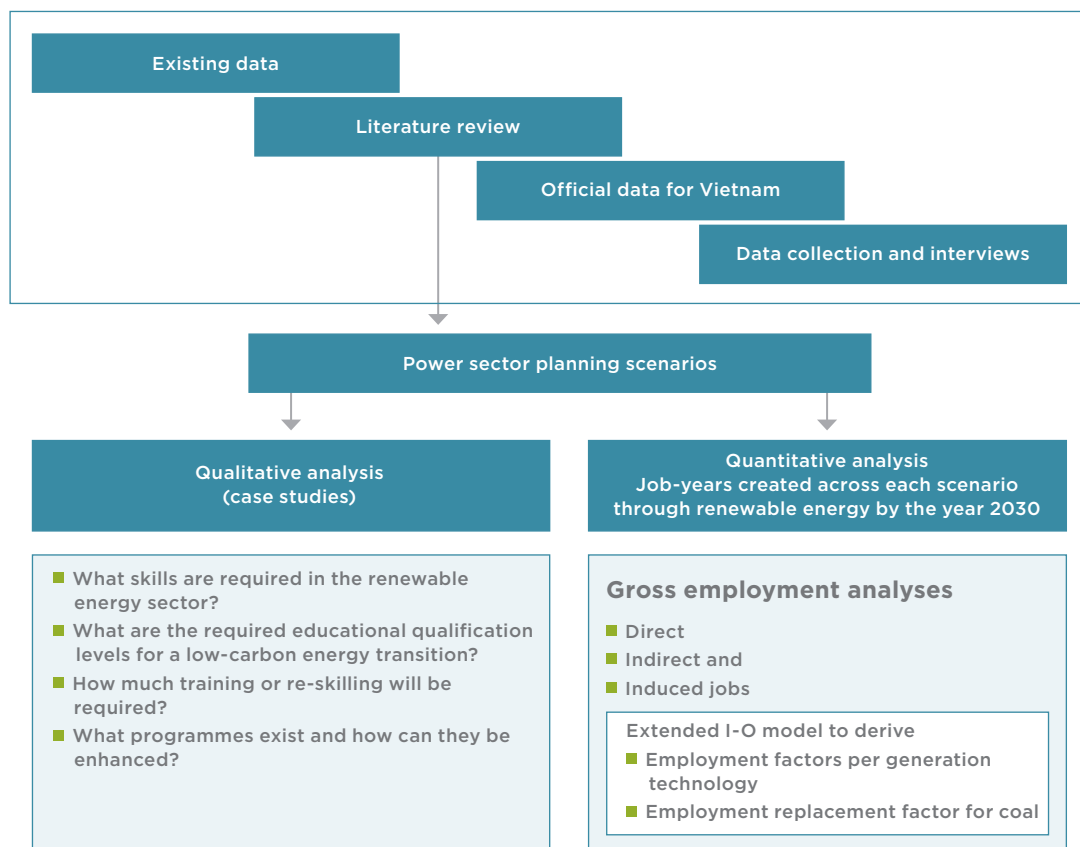 Existing data
Literature review
Official data for Vietnam
Data collection and interviews
Power sector planning scenarios
Qualitative analysis
(case studies)
What skills are required in the renewable
energy sector?
What are the required educational qualification
levels for a low-carbon energy transition?
How much training or re-skilling will be
required?
What programmes exist and how can they be
enhanced?
Quantitative analysis
Job-years created across each scenario
through renewable energy by the year 2030
Gross employment analyses
Direct
Indirect and
Induced jobs
Extended I-O model to derive
Employment factors per generation
technology
Employment replacement factor for coal